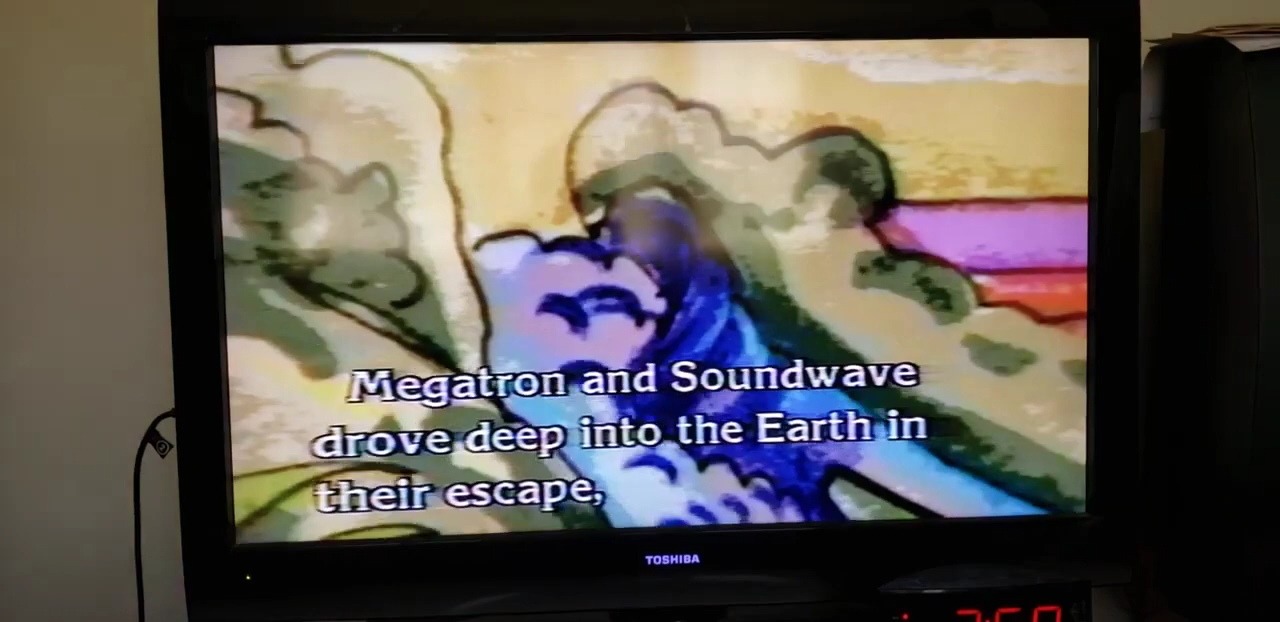 Megatron and Soundwave
drove deep into the Earth in
their escape,
TOSHIBA